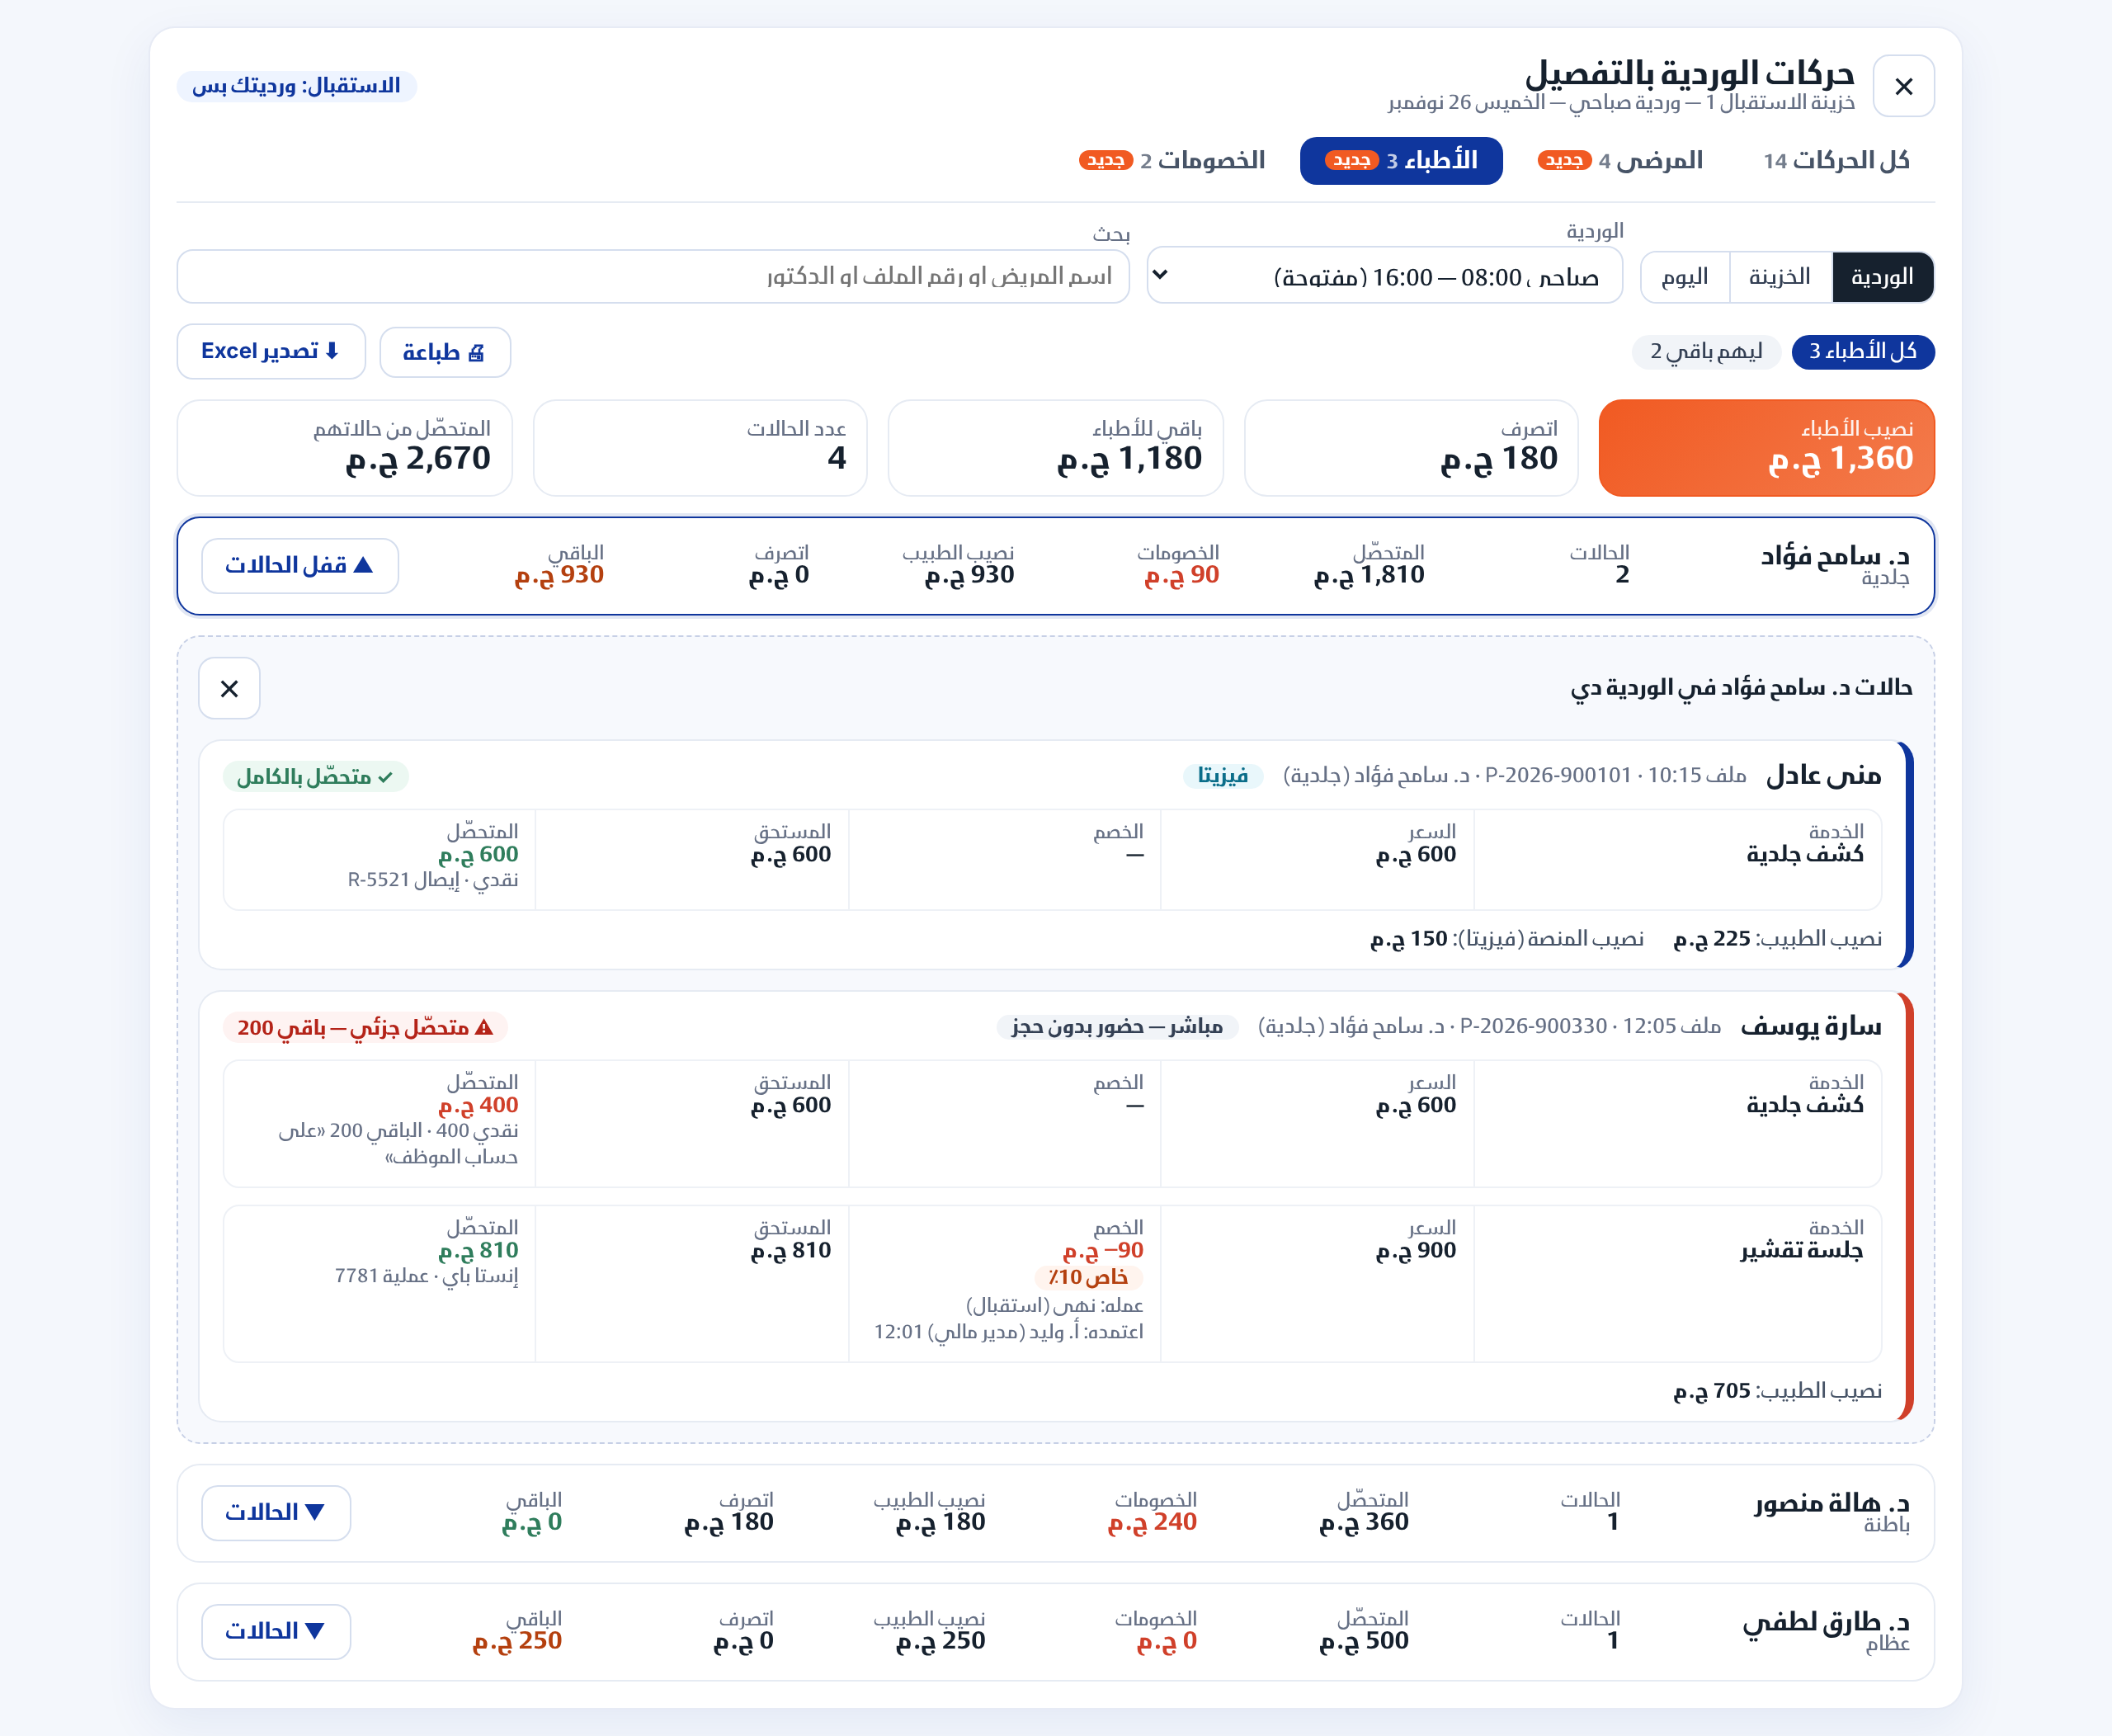 حركات الوردية بالتفصيل
خزينة الاستقبال 1 — وردية صباحي — الخميس 26 نوفمبر
الاستقبال: ورديتك بس
كل الحركات 14
المرضى 4 جديد
الأطباء 3 جديد
الخصومات 2 جديد
الوردية
الخزينة
اليوم
الوردية
صباحي 08:00 — 16:00 (مفتوحة)
بحث
اسم المريض او رقم الملف او الدكتور
كل الأطباء 3
ليهم باقي 2
🖨 طباعة
⬇ تصدير Excel
نصيب الأطباء
1,360 ج.م
اتصرف
180 ج.م
باقي للأطباء
1,180 ج.م
عدد الحالات
4
المتحصّل من حالاتهم
2,670 ج.م
د. سامح فؤاد
جلدية
الحالات
2
المتحصّل
1,810 ج.م
الخصومات
90 ج.م
نصيب الطبيب
930 ج.م
اتصرف
0 ج.م
الباقي
930 ج.م
▲ قفل الحالات
حالات د. سامح فؤاد في الوردية دي
منى عادل
ملف P-2026-900101 · 10:15 · د. سامح فؤاد (جلدية)
فيزيتا
✓ متحصّل بالكامل
الخدمة
كشف جلدية
السعر
600 ج.م
الخصم
—
المستحق
600 ج.م
المتحصّل
600 ج.م
نقدي · إيصال R-5521
نصيب الطبيب: 225 ج.م
نصيب المنصة (فيزيتا): 150 ج.م
سارة يوسف
ملف P-2026-900330 · 12:05 · د. سامح فؤاد (جلدية)
مباشر — حضور بدون حجز
⚠ متحصّل جزئي — باقي 200
الخدمة
كشف جلدية
السعر
600 ج.م
الخصم
—
المستحق
600 ج.م
المتحصّل
400 ج.م
نقدي 400 · الباقي 200 «على
حساب الموظف»
الخدمة
جلسة تقشير
السعر
900 ج.م
الخصم
−90 ج.م
خاص 10٪
عمله: نهى (استقبال)
اعتمده: أ. وليد (مدير مالي) 12:01
المستحق
810 ج.م
المتحصّل
810 ج.م
إنستا باي · عملية 7781
نصيب الطبيب: 705 ج.م
د. هالة منصور
باطنة
الحالات
1
المتحصّل
360 ج.م
الخصومات
240 ج.م
نصيب الطبيب
180 ج.م
اتصرف
180 ج.م
الباقي
0 ج.م
▼ الحالات
د. طارق لطفي
عظام
الحالات
1
المتحصّل
500 ج.م
الخصومات
0 ج.م
نصيب الطبيب
250 ج.م
اتصرف
0 ج.م
الباقي
250 ج.م
▼ الحالات